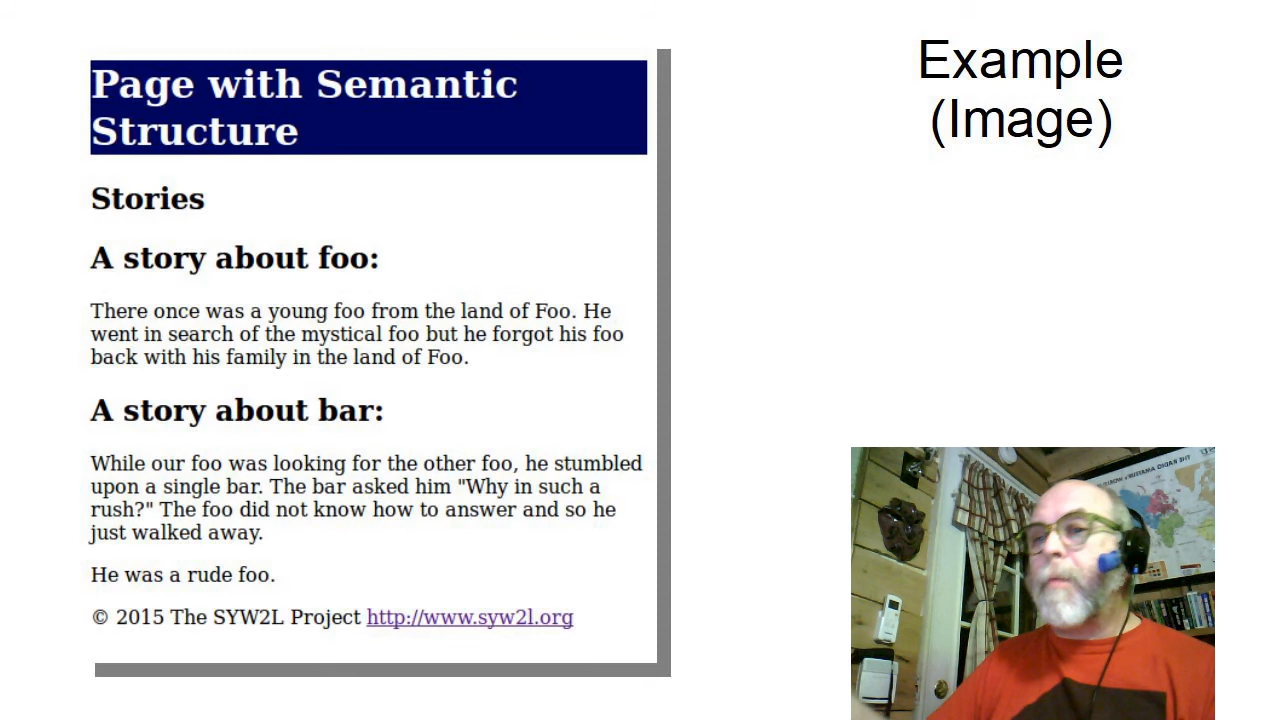 Example
(Image)
Page with Semantic
Structure
Stories
A story about foo:
There once was a young foo from the land of Foo. He
went in search of the mystical foo but he forgot his foo
back with his family in the land of Foo.
A story about bar:
While our foo was looking for the other foo, he stumbled
upon a single bar. The bar asked him "Why in such a
rush?" The foo did not know how to answer and so he
just walked away.
He was a rude foo.
© 2015 The SYW2L Project http://www.syw2l.org